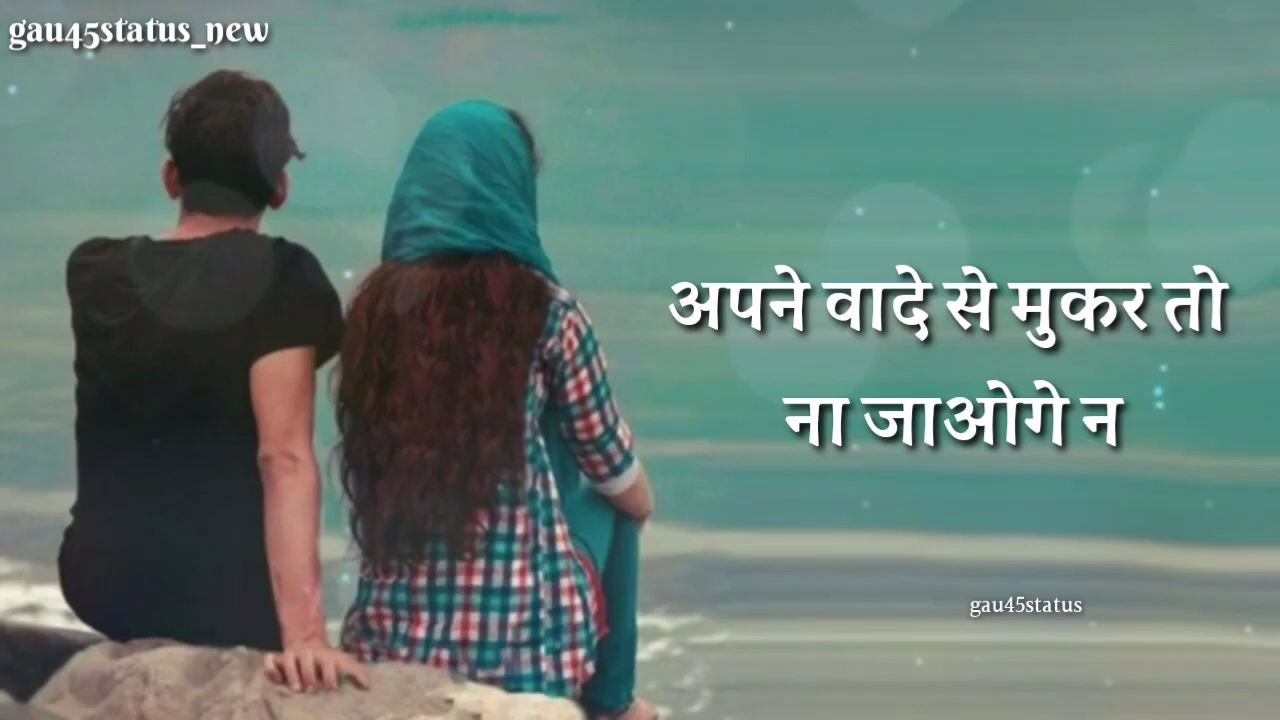 gau45status_new
अपने वादे से मुकर तो
ना जाओगे न
gau45status